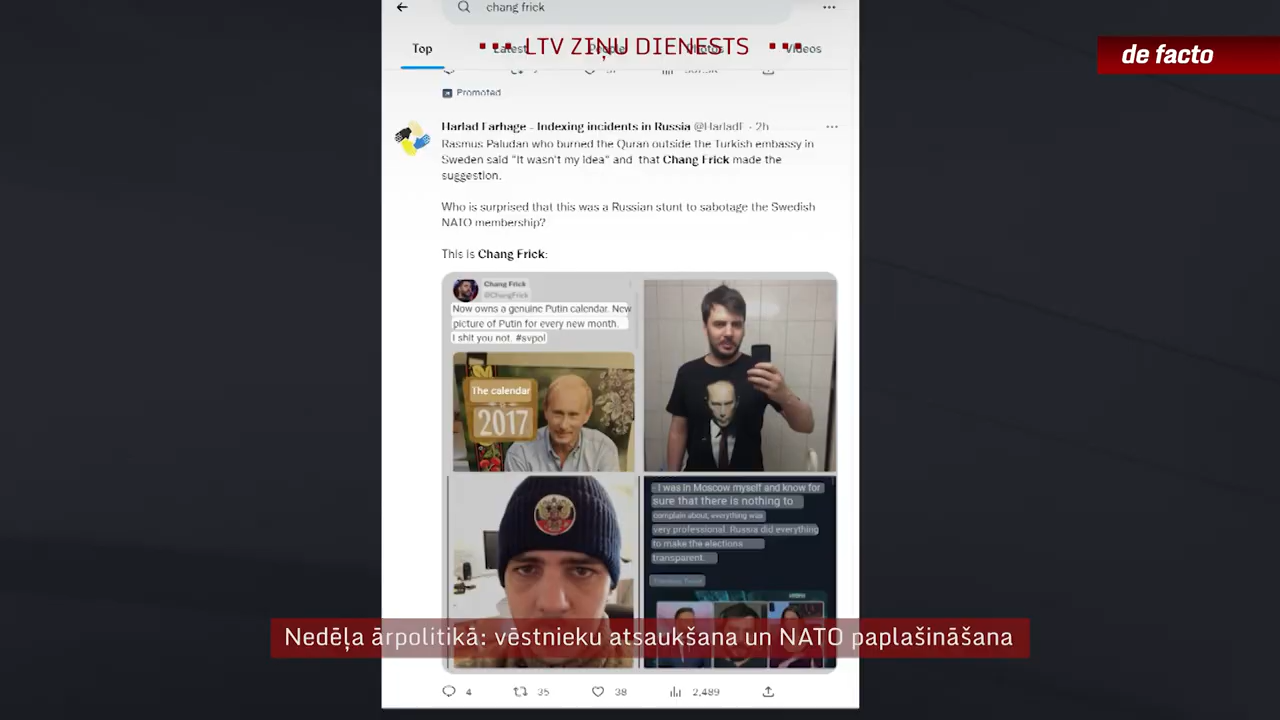 chang frick
Top
Latest
People
Photos
Videos
LTV ZIŅU DIENESTS
de facto
Promoted
Harlad Farhage - Indexing incidents in Russia @HarladF · 2h
Rasmus Paludan who burned the Quran outside the Turkish embassy in
Sweden said "It wasn't my idea" and that Chang Frick made the
suggestion.
Who is surprised that this was a Russian stunt to sabotage the Swedish
NATO membership?
This is Chang Frick:
Chang Frick
@ChangFrick
Now owns a genuine Putin calendar. New
picture of Putin for every new month.
I shit you not. #svpol
The calendar
2017
- I was in Moscow myself and know for
sure that there is nothing to
complain about, everything was
very professional. Russia did everything
to make the elections
transparent.
Nedēļa ārpolitikā: vēstnieku atsaukšana un NATO paplašināšana
4
35
38
2,489